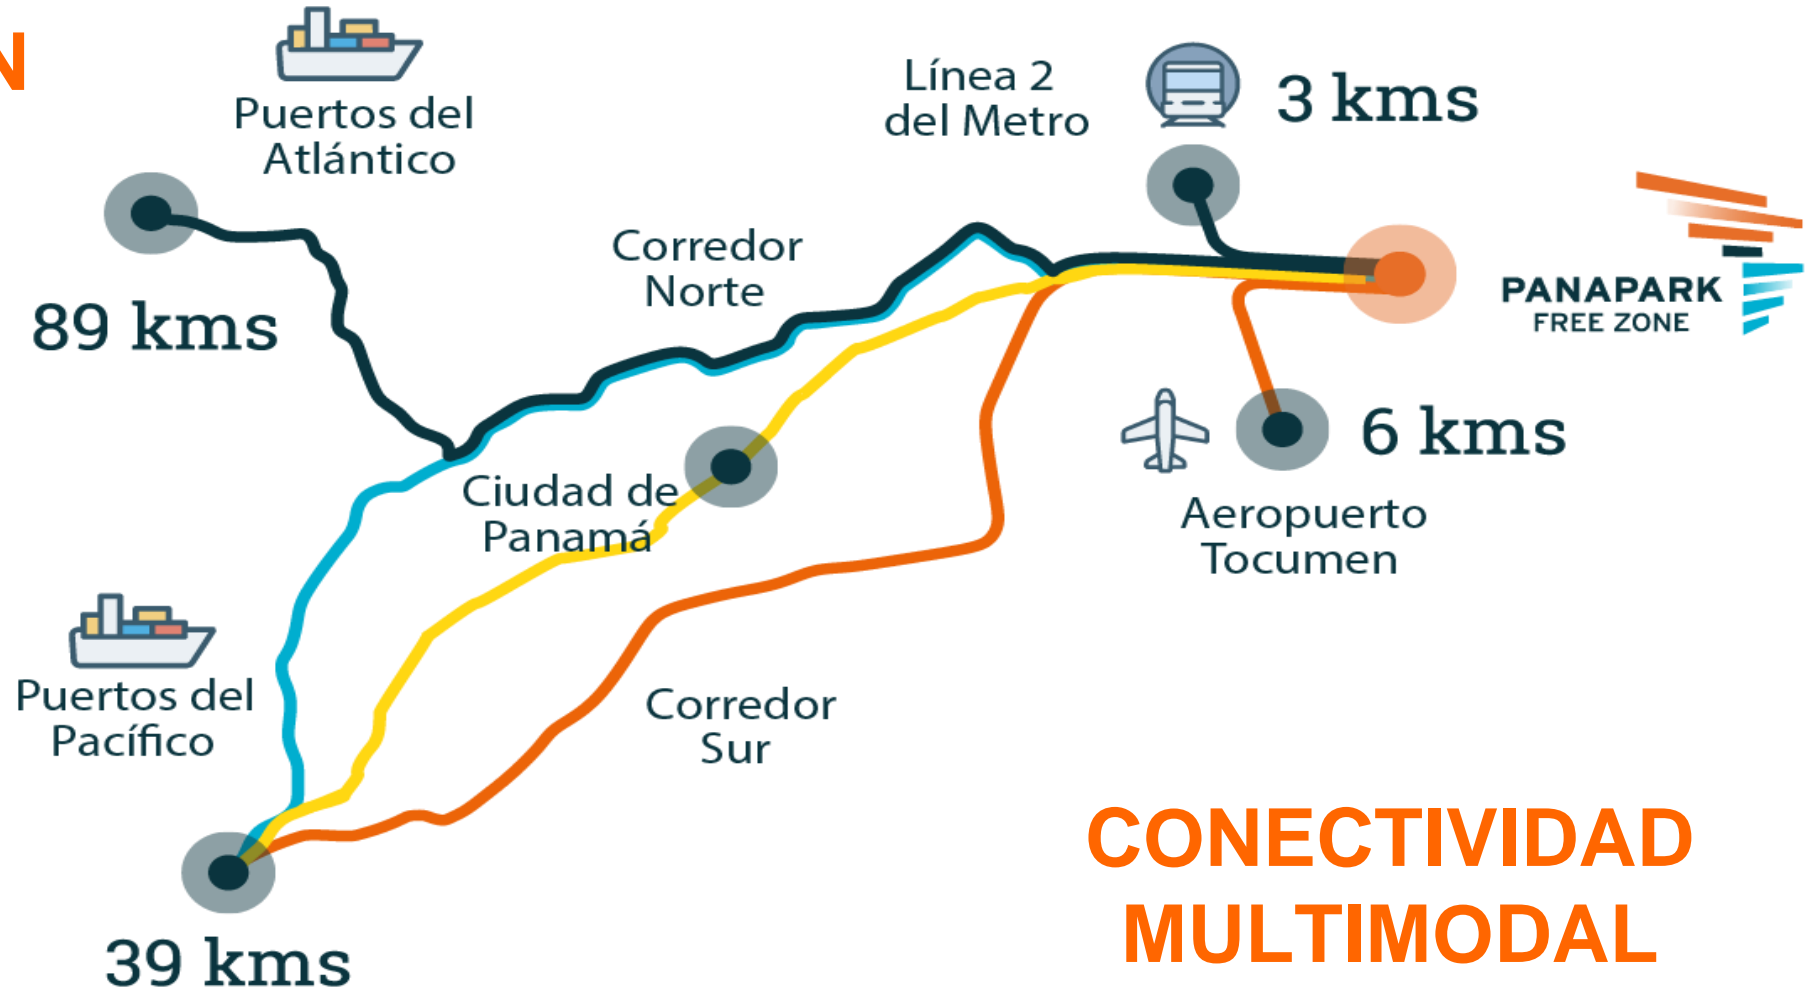 N
Puertos del
Atlántico
Línea 2
del Metro
3 kms
Corredor
Norte
89 kms
PANAPARK
FREE ZONE
6 kms
Ciudad de
Panamá
Aeropuerto
Tocumen
Puertos del
Pacífico
Corredor
Sur
39 kms
CONECTIVIDAD
MULTIMODAL